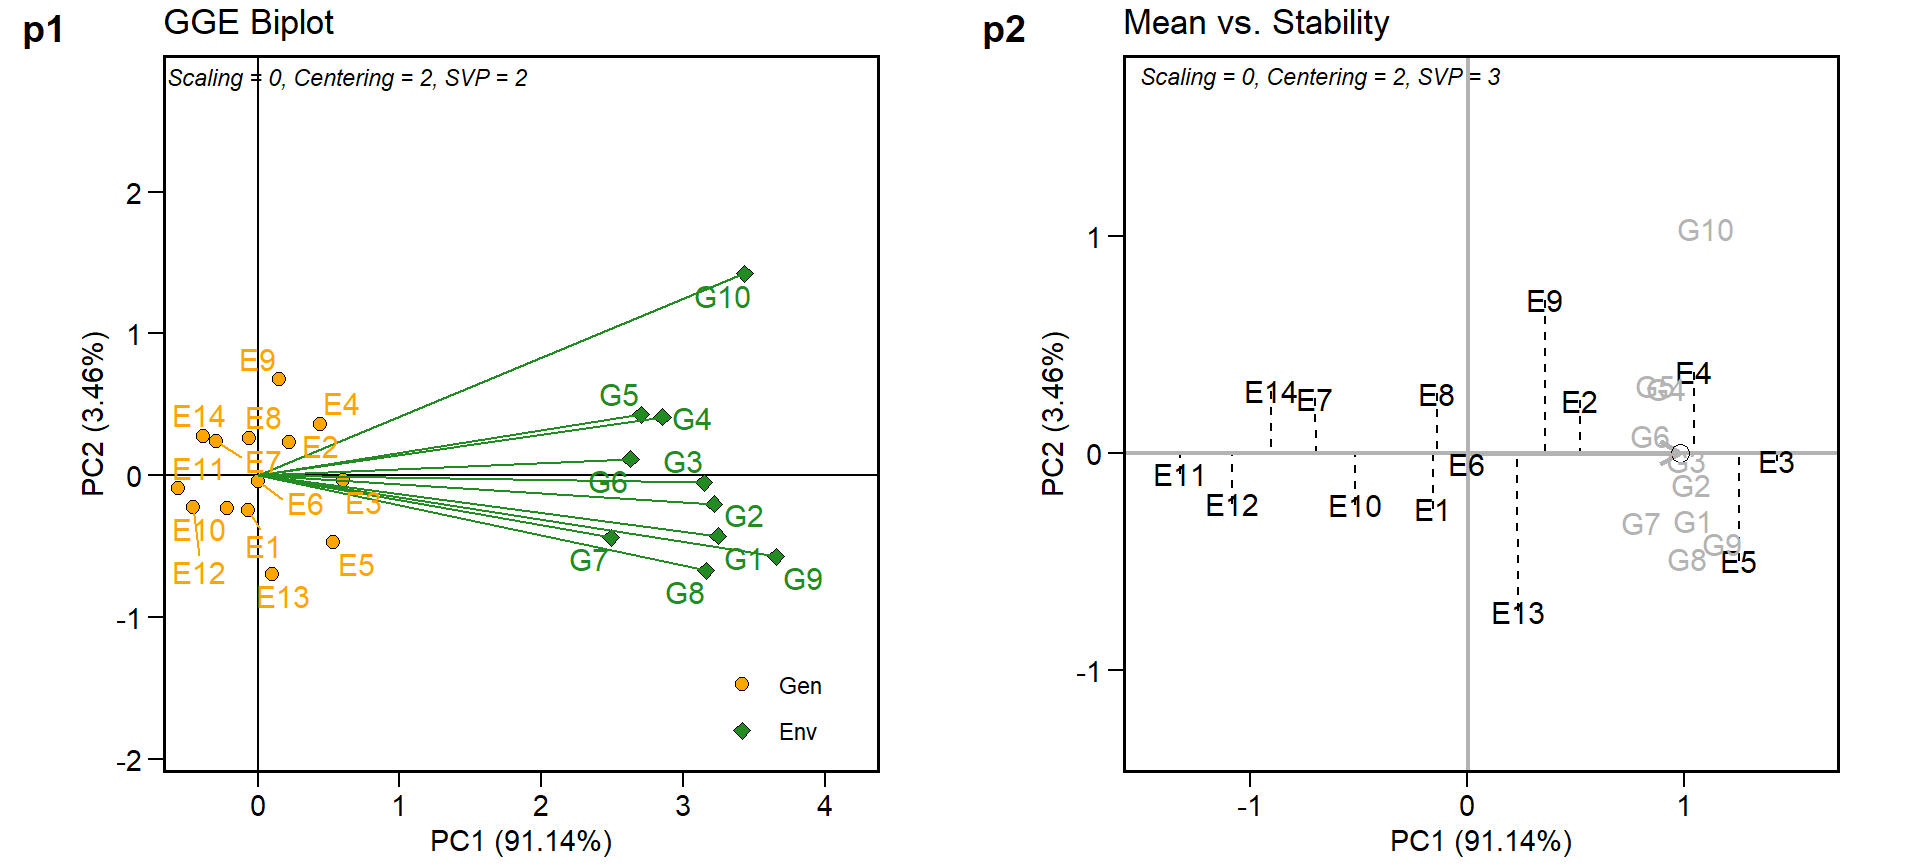 p1
GGE Biplot
Scaling = 0, Centering = 2, SVP = 2
PC2 (3.46%)
2
1
0
-1
-2
G10
E9
G5
E14
E8
E4
G4
E2
E11
E7
G3
G6
E6
E3
E10
G2
E1
E12
E5
G7
G1
G9
E13
G8
Gen
Env
0
1
2
3
4
PC1 (91.14%)
p2
Mean vs. Stability
Scaling = 0, Centering = 2, SVP = 3
PC2 (3.46%)
1
0
-1
G10
E9
E4
E14
E7
E8
G5
G4
E2
G6
E11
E6
G3
E3
G2
E12
E10
E1
G7
G1
G9
G8
E5
E13
-1
0
1
PC1 (91.14%)